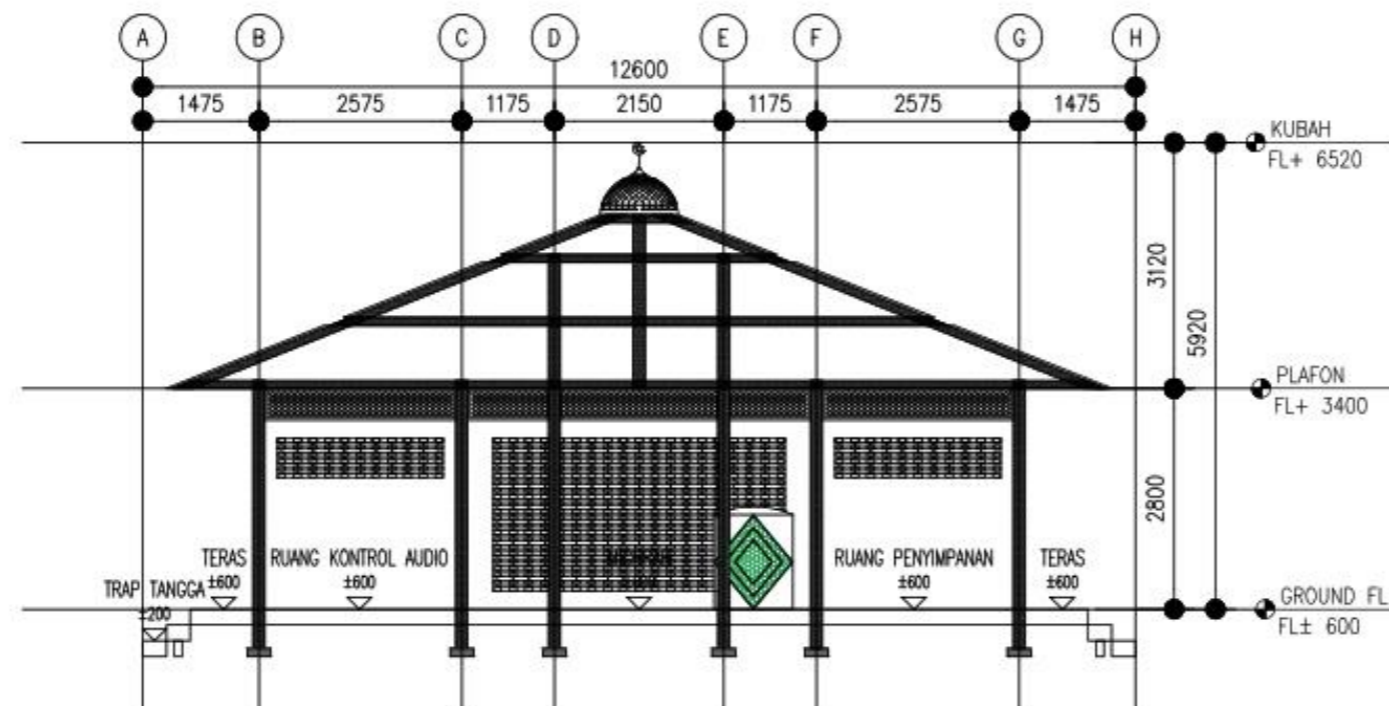 A B C D E F G H
12600
1475 2575 1175 2150 1175 2575 1475
KUBAH
FL+ 6520
3120
5920
PLAFON
FL+ 3400
2800
TERAS RUANG KONTROL AUDIO RUANG PENYIMPANAN TERAS
±600 ±600 ±600 ±600
TRAP TANGGA
±200
GROUND FL
FL± 600